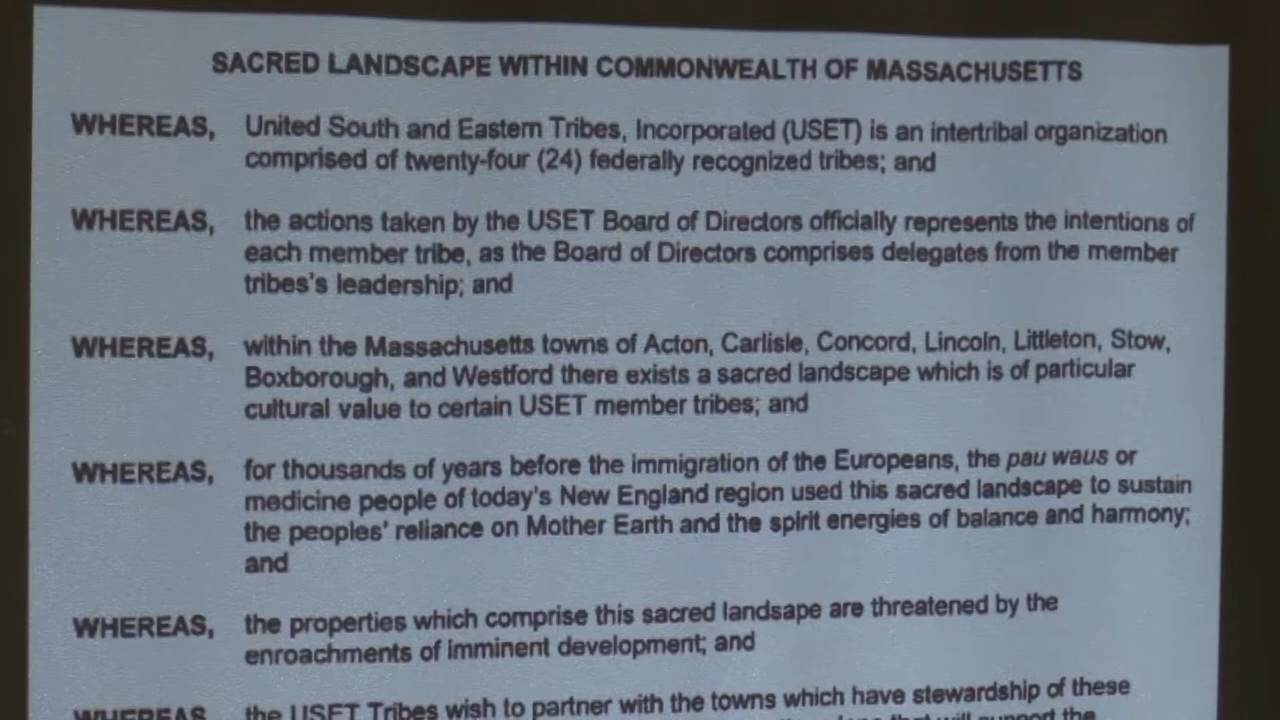 SACRED LANDSCAPE WITHIN COMMONWEALTH OF MASSACHUSETTS
WHEREAS, United South and Eastern Tribes, Incorporated (USET) is an intertribal organization
comprised of twenty-four (24) federally recognized tribes; and
WHEREAS, the actions taken by the USET Board of Directors officially represents the intentions of
each member tribe, as the Board of Directors comprises delegates from the member
tribes's leadership; and
WHEREAS, within the Massachusetts towns of Acton, Carlisle, Concord, Lincoln, Littleton, Stow,
Boxborough, and Westford there exists a sacred landscape which is of particular
cultural value to certain USET member tribes; and
WHEREAS, for thousands of years before the immigration of the Europeans, the pau waus or
medicine people of today's New England region used this sacred landscape to sustain
the peoples' reliance on Mother Earth and the spirit energies of balance and harmony;
and
WHEREAS, the properties which comprise this sacred landsape are threatened by the
enroachments of imminent development; and
WHEREAS, the USET Tribes wish to partner with the towns which have stewardship of these
that will support the